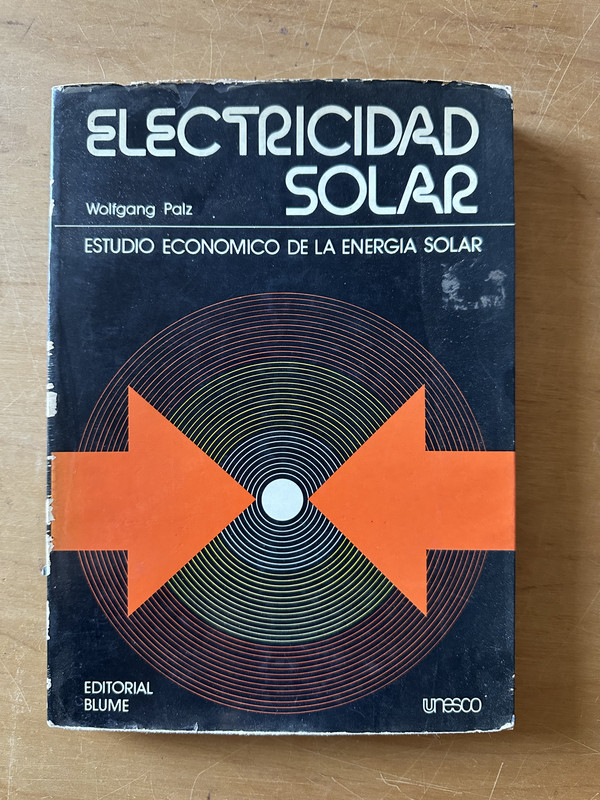 ELECTRICIDAD
SOLAR
Wolfgang Palz
ESTUDIO ECONOMICO DE LA ENERGIA SOLAR
EDITORIAL
BLUME
unesco